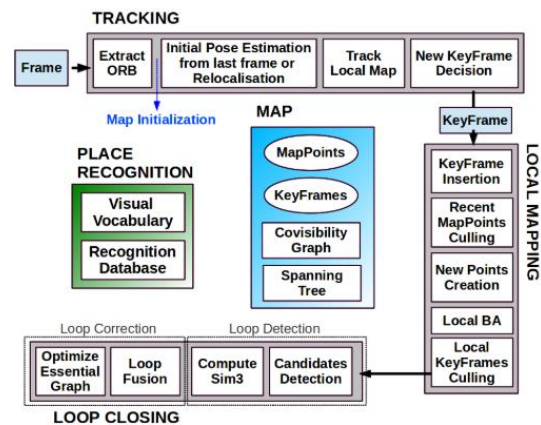 TRACKING
Frame
Extract
ORB
Initial Pose Estimation
from last frame or
Relocalisation
Track
Local Map
New KeyFrame
Decision
Map Initialization
KeyFrame
MAP
MapPoints
KeyFrames
Covisibility
Graph
Spanning
Tree
PLACE
RECOGNITION
Visual
Vocabulary
Recognition
Database
LOCAL MAPPING
KeyFrame
Insertion
Recent
MapPoints
Culling
New Points
Creation
Local BA
Local
KeyFrames
Culling
Loop Correction
Loop Detection
Optimize
Essential
Graph
Loop
Fusion
Compute
Sim3
Candidates
Detection
LOOP CLOSING